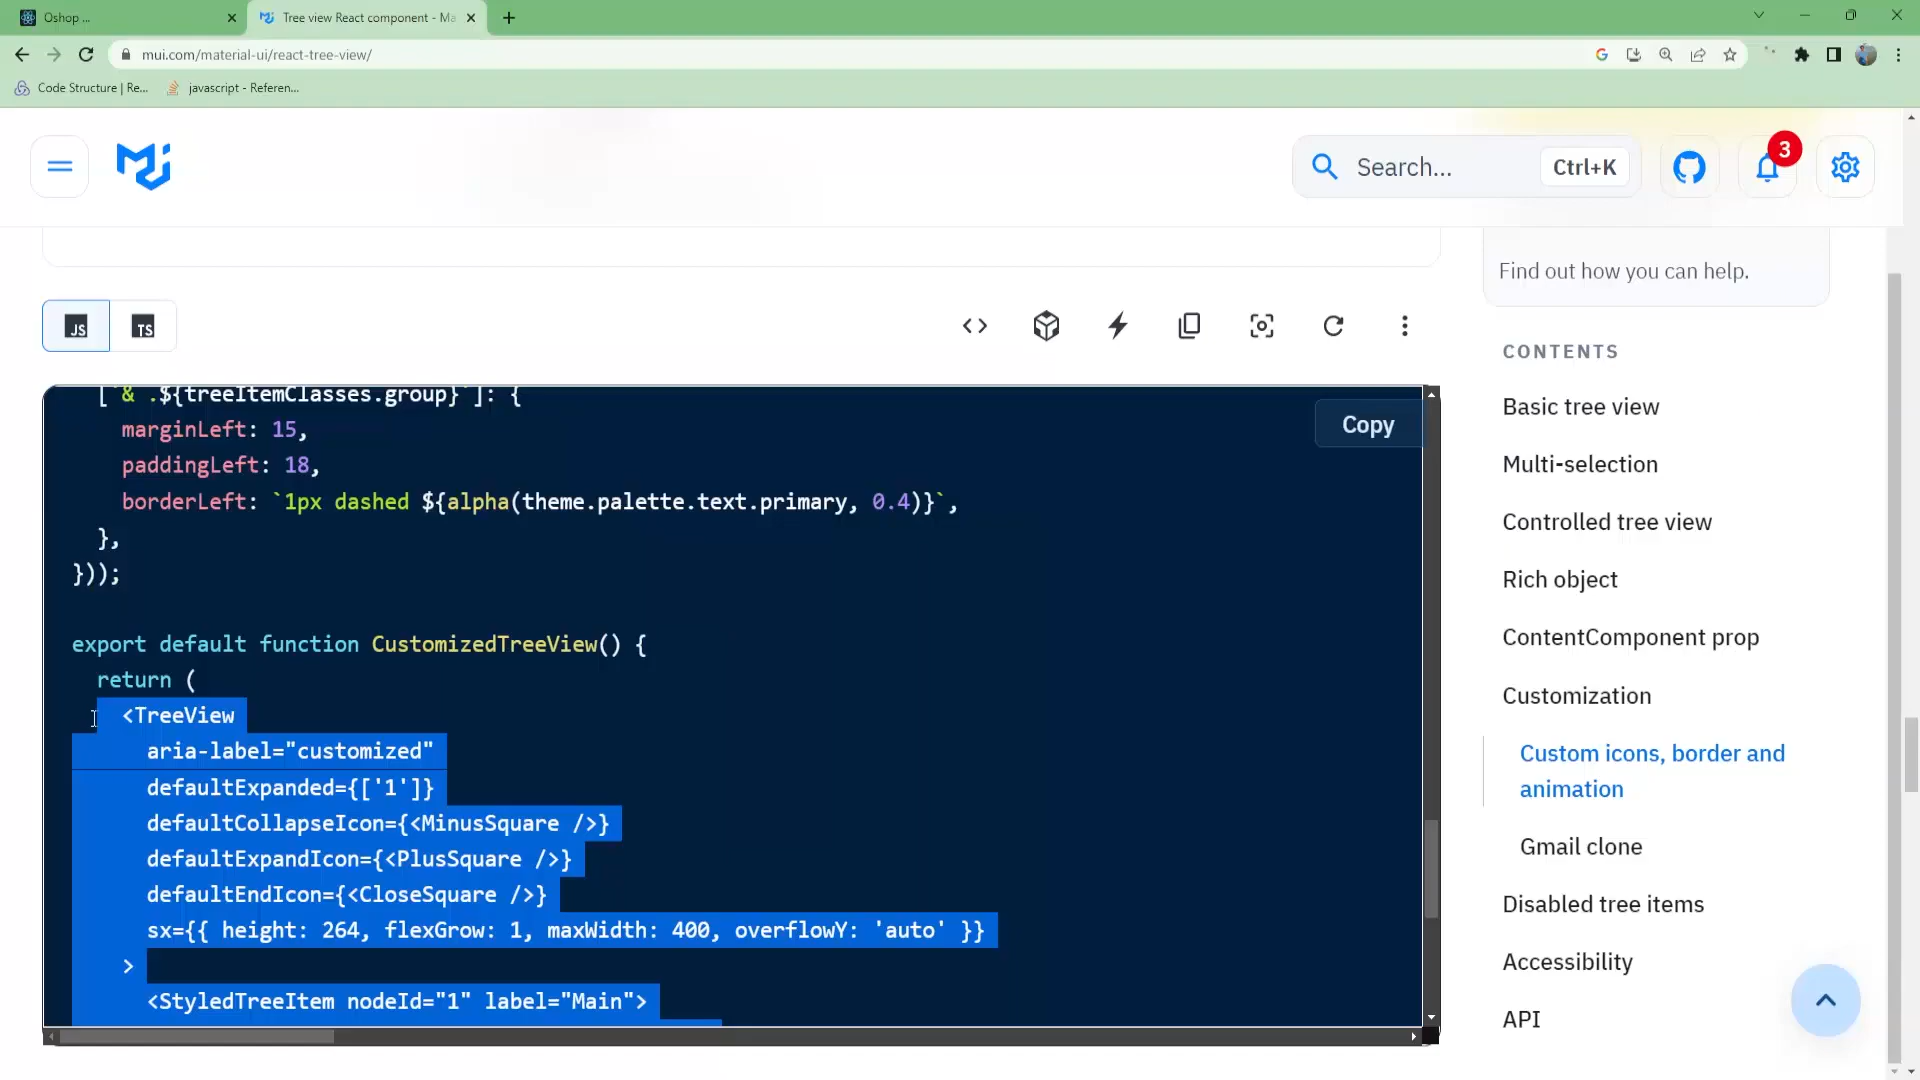 Oshop ...
Tree view React component - Ma
mui.com/material-ui/react-tree-view/
Code Structure | Re...
javascript - Referen...
Search...
Ctrl+K
3
Find out how you can help.
JS
TS
Copy
[`& .${treeItemClasses.group}`]: {
marginLeft: 15,
paddingLeft: 18,
borderLeft: `1px dashed ${alpha(theme.palette.text.primary, 0.4)}`,
},
}));
export default function CustomizedTreeView() {
return (
<TreeView
aria-label="customized"
defaultExpanded={['1']}
defaultCollapseIcon={<MinusSquare />}
defaultExpandIcon={<PlusSquare />}
defaultEndIcon={<CloseSquare />}
sx={{ height: 264, flexGrow: 1, maxWidth: 400, overflowY: 'auto' }}
>
<StyledTreeItem nodeId="1" label="Main">
CONTENTS
Basic tree view
Multi-selection
Controlled tree view
Rich object
ContentComponent prop
Customization
Custom icons, border and
animation
Gmail clone
Disabled tree items
Accessibility
API